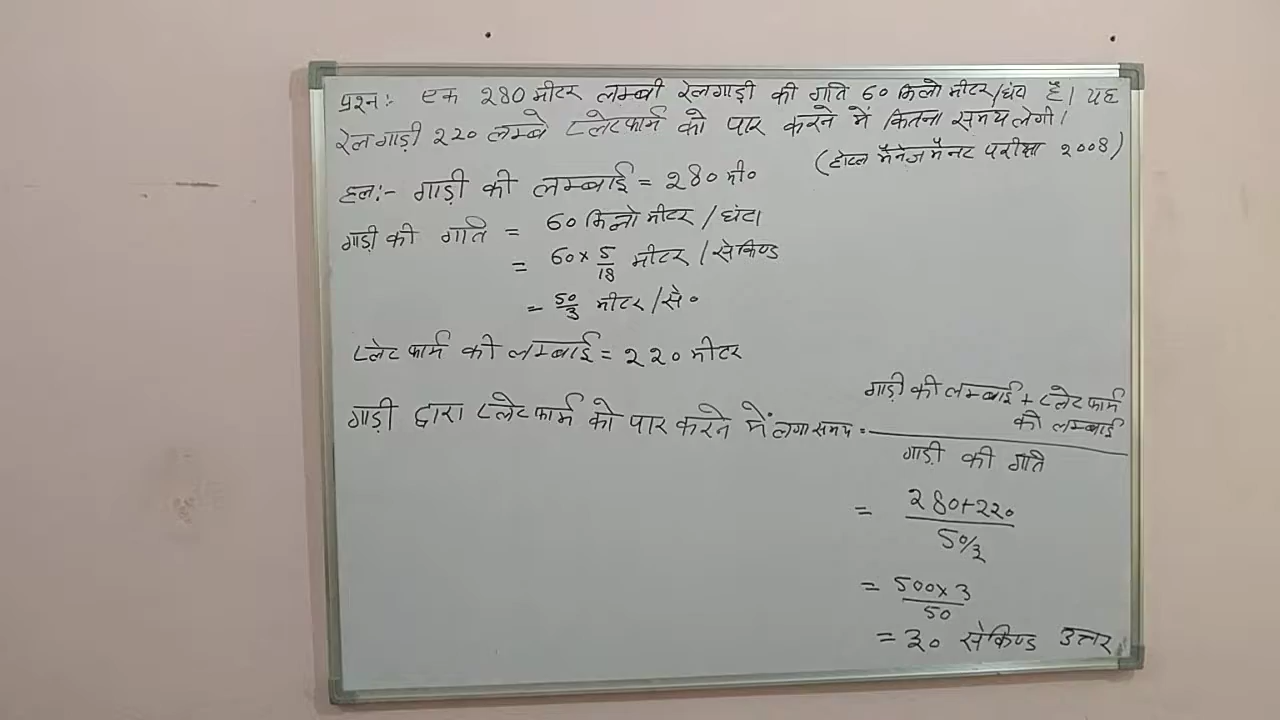 प्रश्न:- एक 280 मीटर लम्बी रेलगाड़ी की गति 60 किलो मीटर/घंटा है। यह
रेलगाड़ी 220 लम्बे प्लेटफार्म को पार करने में कितना समय लेगी।
(होटल मैनेजमैनट परीक्षा 2008)
हल:- गाड़ी की लम्बाई = 280 मी०
गाड़ी की गति = 60 किलो मीटर / घंटा
= 60 × 5/18 मीटर / सेकिण्ड
= 50/3 मीटर / से०
प्लेटफार्म की लम्बाई = 220 मीटर
गाड़ी द्वारा प्लेटफार्म को पार करने में लगा समय = गाड़ी की लम्बाई + प्लेटफार्म की लम्बाई / गाड़ी की गति
= 280+220 / 50/3
= 500×3 / 50
= 30 सेकिण्ड उत्तर